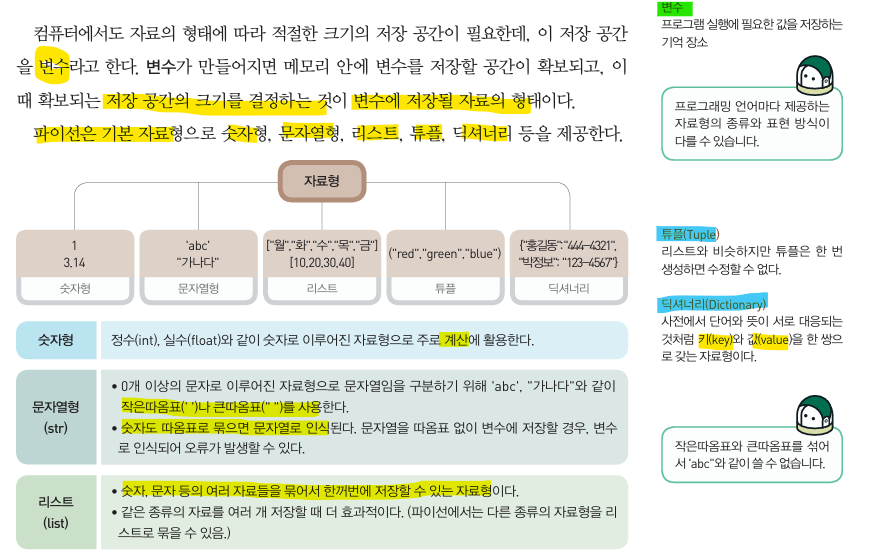 컴퓨터에서도 자료의 형태에 따라 적절한 크기의 저장 공간이 필요한데, 이 저장 공간
을 변수라고 한다. 변수가 만들어지면 메모리 안에 변수를 저장할 공간이 확보되고, 이
때 확보되는 저장 공간의 크기를 결정하는 것이 변수에 저장될 자료의 형태이다.
파이선은 기본 자료형으로 숫자형, 문자열형, 리스트, 튜플, 딕셔너리 등을 제공한다.
변수
프로그램 실행에 필요한 값을 저장하는
기억 장소
프로그래밍 언어마다 제공하는
자료형의 종류와 표현 방식이
다를 수 있습니다.
자료형
1
3.14
숫자형
'abc'
"가나다"
문자열형
["월","화","수","목","금"]
[10,20,30,40]
리스트
("red","green","blue")
튜플
{"홍길동":"444-4321",
"박정보": "123-4567"}
딕셔너리
튜플(Tuple)
리스트와 비슷하지만 튜플은 한 번
생성하면 수정할 수 없다.
딕셔너리(Dictionary)
사전에서 단어와 뜻이 서로 대응되는
것처럼 키(key)와 값(value)을 한 쌍으
로 갖는 자료형이다.
숫자형
정수(int), 실수(float)와 같이 숫자로 이루어진 자료형으로 주로 계산에 활용한다.
문자열형
(str)
• 0개 이상의 문자로 이루어진 자료형으로 문자열임을 구분하기 위해 'abc', "가나다"와 같이
작은따옴표(' ')나 큰따옴표(" ")를 사용한다.
• 숫자도 따옴표로 묶으면 문자열로 인식된다. 문자열을 따옴표 없이 변수에 저장할 경우, 변수
로 인식되어 오류가 발생할 수 있다.
작은따옴표와 큰따옴표를 섞어
서 'abc"와 같이 쓸 수 없습니다.
리스트
(list)
• 숫자, 문자 등의 여러 자료들을 묶어서 한꺼번에 저장할 수 있는 자료형이다.
• 같은 종류의 자료를 여러 개 저장할 때 더 효과적이다. (파이선에서는 다른 종류의 자료형을 리
스트로 묶을 수 있음.)